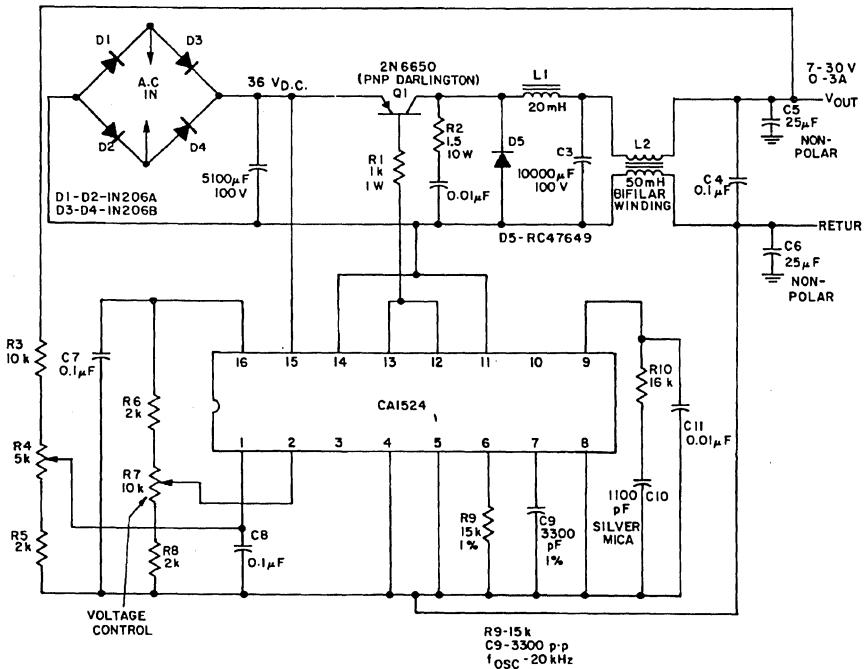 D1
D3
A.C
IN
D2
D4
D1-D2-IN206A
D3-D4-IN206B
36 VD.C.
5100μF
100V
2N6650
(PNP DARLINGTON)
Q1
R1
1k
1W
R2
1.5
10W
0.01μF
D5
D5-RC47649
L1
20mH
C3
10000μF
100V
L2
50mH
BIFILAR
WINDING
C4
0.1μF
7-30V
0-3A
VOUT
C5
25μF
NON-
POLAR
RETUR
C6
25μF
NON-
POLAR
R3
10k
C7
0.1μF
R6
2k
R4
5k
R7
10k
R5
2k
R8
2k
VOLTAGE
CONTROL
16 15 14 13 12 11 10 9
CA1524
1 2 3 4 5 6 7 8
C8
0.1μF
R9
15k
1%
C9
3300
pF
1%
R10
16k
C11
0.01μF
1100
pF
C10
SILVER
MICA
R9-15k
C9-3300 p-p
fOSC-20kHz